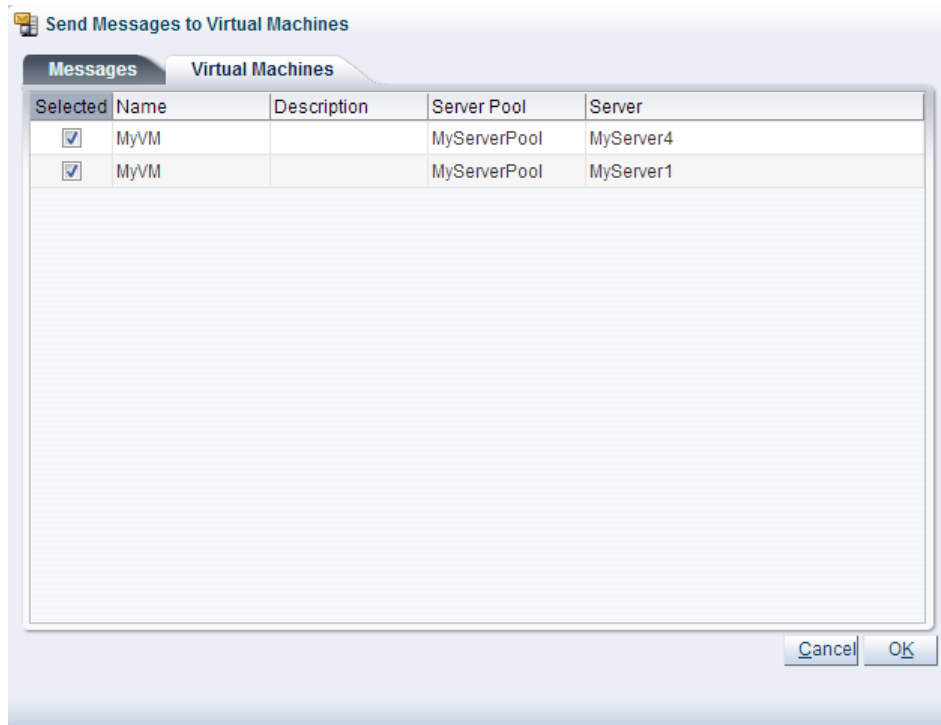 Send Messages to Virtual Machines
Messages Virtual Machines
Selected Name Description Server Pool Server
MyVM MyServerPool MyServer4
MyVM MyServerPool MyServer1
Cancel OK